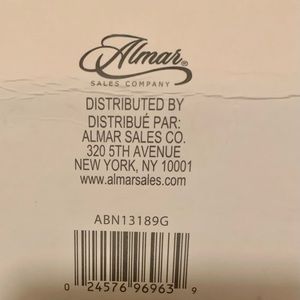 Almar®
SALES COMPANY
DISTRIBUTED BY
DISTRIBUÉ PAR:
ALMAR SALES CO.
320 5TH AVENUE
NEW YORK, NY 10001
www.almarsales.com
ABN13189G
0 24576 96963 9